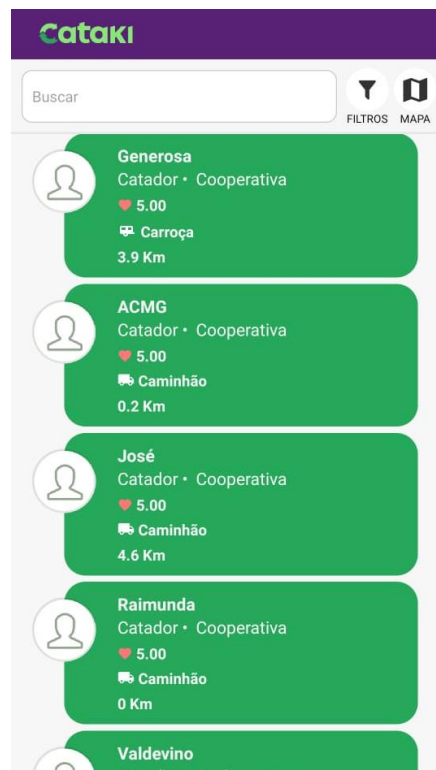 Cataki
Buscar
FILTROS MAPA
Generosa
Catador • Cooperativa
5.00
Carroça
3.9 Km
ACMG
Catador • Cooperativa
5.00
Caminhão
0.2 Km
José
Catador • Cooperativa
5.00
Caminhão
4.6 Km
Raimunda
Catador • Cooperativa
5.00
Caminhão
0 Km
Valdevino